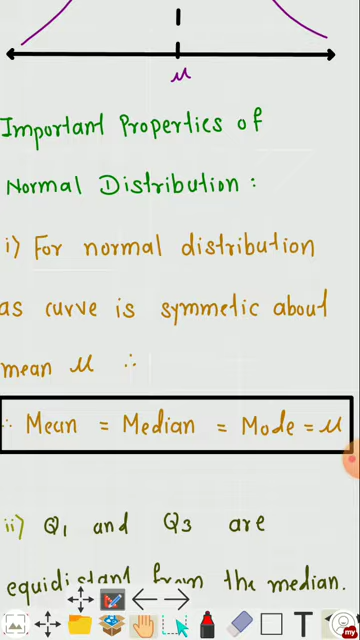 μ
Important Properties of
Normal Distribution :
i) For normal distribution
as curve is symmetic about
mean μ ∴
∴ Mean = Median = Mode = μ
ii) Q1 and Q3 are
equidistant from the median.
T
my